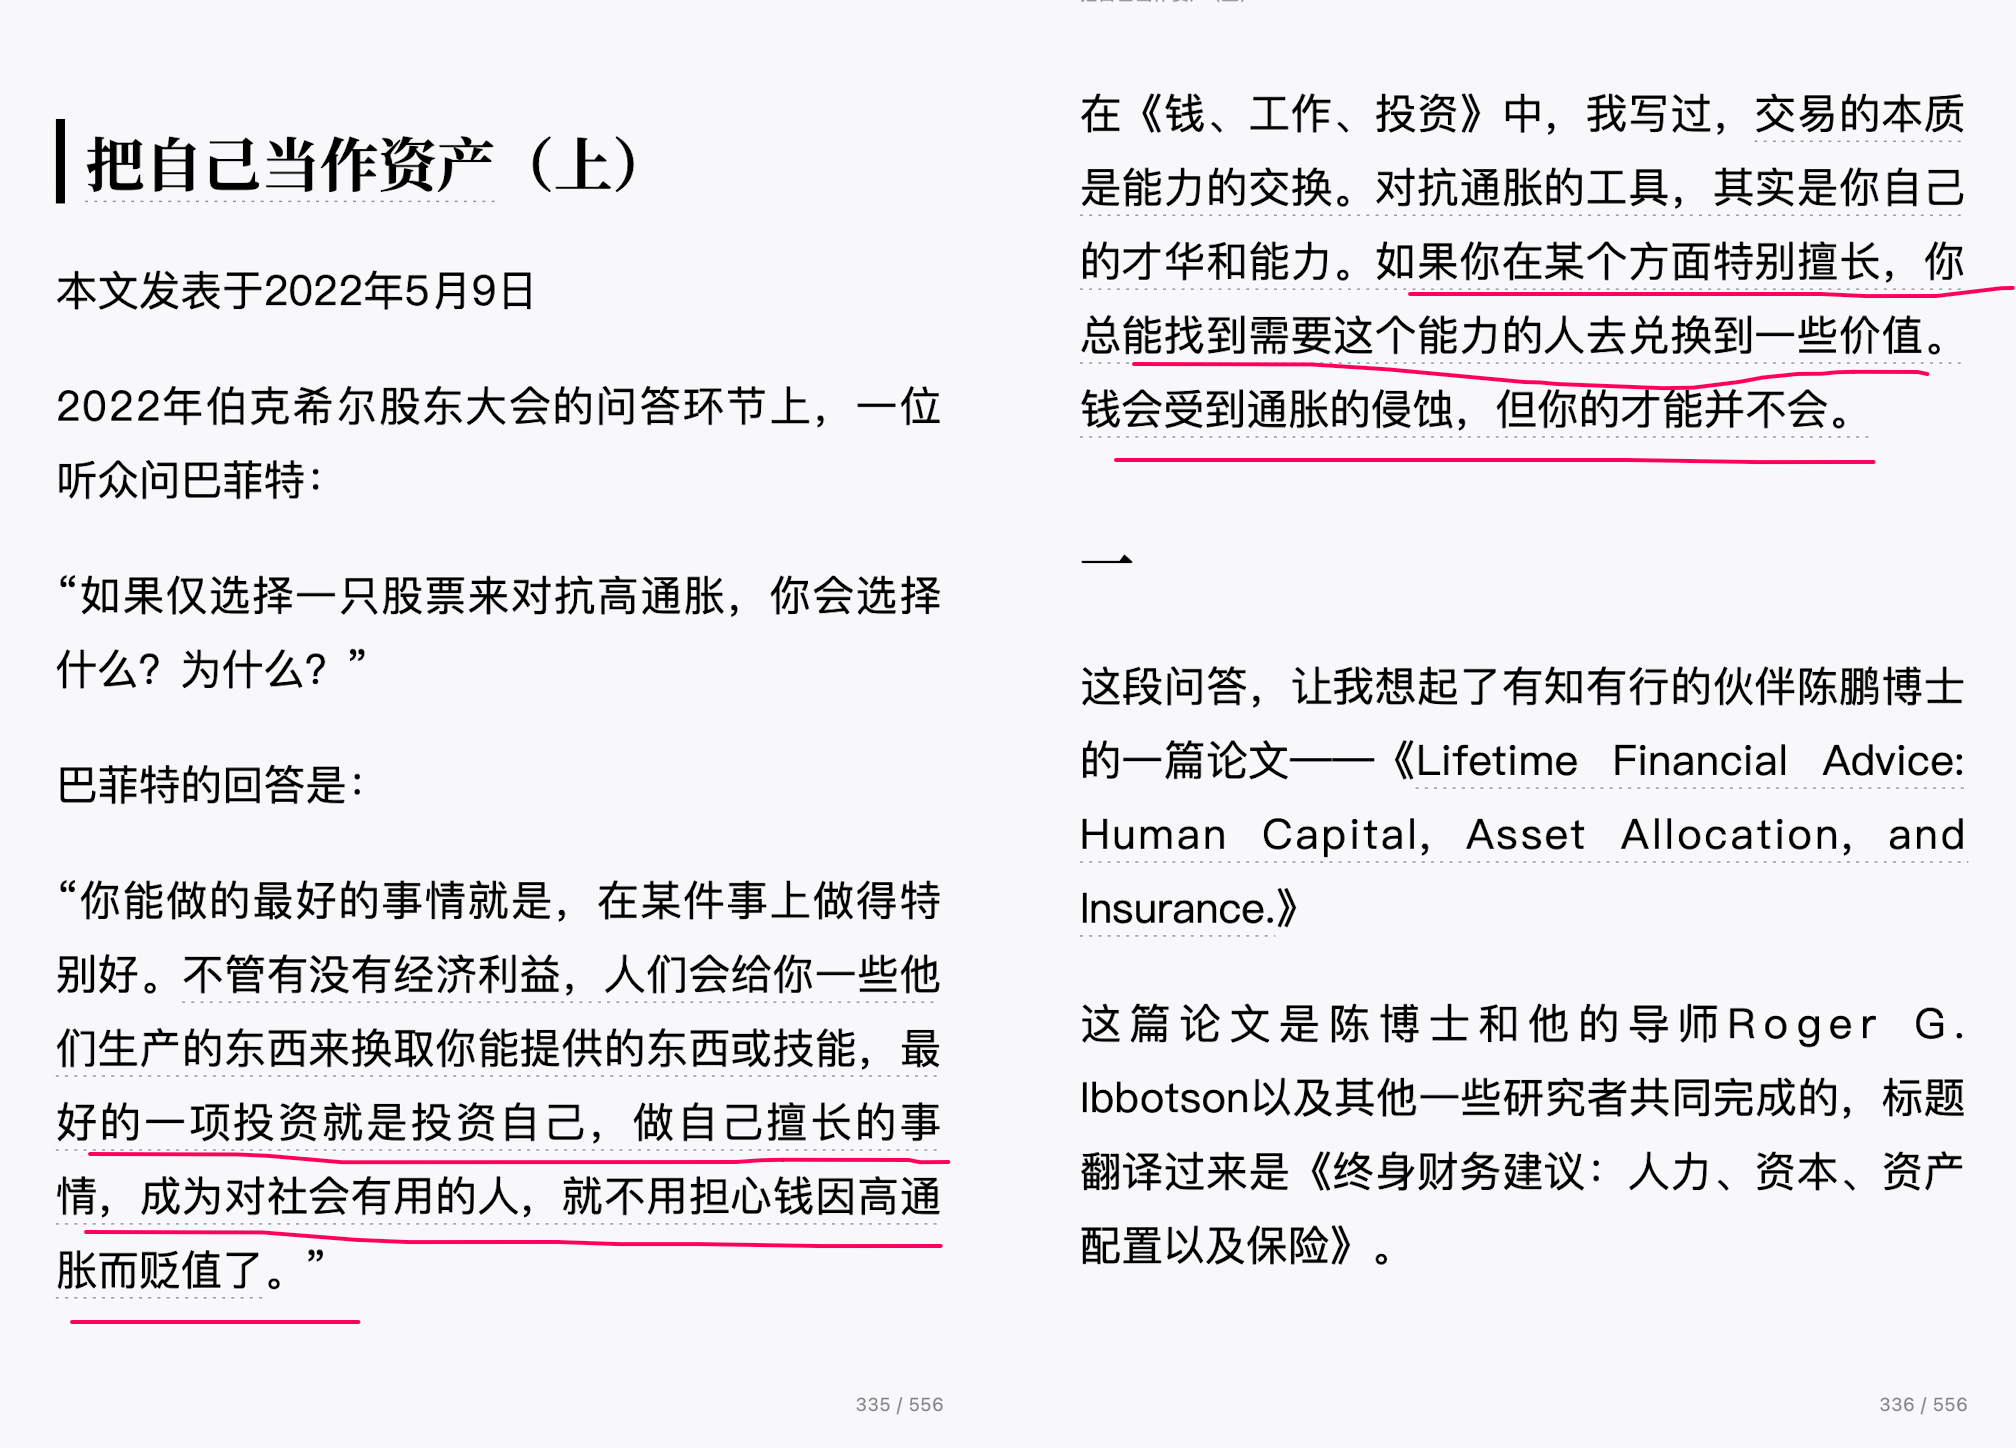 把自己当作资产（上）
本文发表于2022年5月9日
2022年伯克希尔股东大会的问答环节上，一位
听众问巴菲特：
“如果仅选择一只股票来对抗高通胀，你会选择
什么？为什么？”
巴菲特的回答是：
“你能做的最好的事情就是，在某件事上做得特
别好。不管有没有经济利益，人们会给你一些他
们生产的东西来换取你能提供的东西或技能，最
好的一项投资就是投资自己，做自己擅长的事
情，成为对社会有用的人，就不用担心钱因高通
胀而贬值了。”
335 / 556
在《钱、工作、投资》中，我写过，交易的本质
是能力的交换。对抗通胀的工具，其实是你自己
的才华和能力。如果你在某个方面特别擅长，你
总能找到需要这个能力的人去兑换到一些价值。
钱会受到通胀的侵蚀，但你的才能并不会。
一
这段问答，让我想起了有知有行的伙伴陈鹏博士
的一篇论文——《Lifetime Financial Advice:
Human Capital, Asset Allocation, and
Insurance.》
这篇论文是陈博士和他的导师Roger G.
Ibbotson以及其他一些研究者共同完成的，标题
翻译过来是《终身财务建议：人力、资本、资产
配置以及保险》。
336 / 556